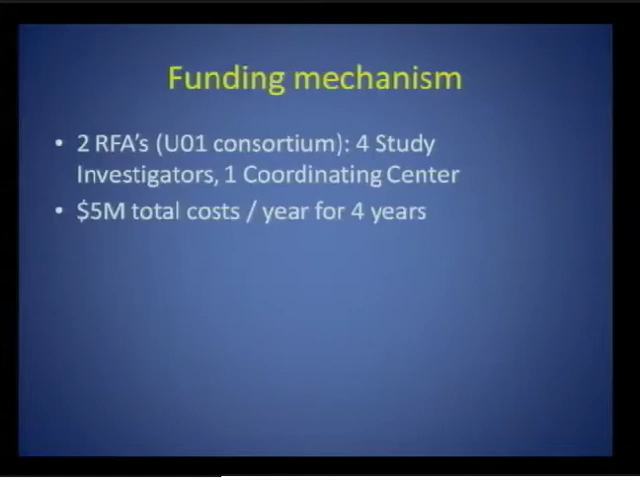 Funding mechanism
• 2 RFA's (U01 consortium): 4 Study
Investigators, 1 Coordinating Center
• $5M total costs / year for 4 years